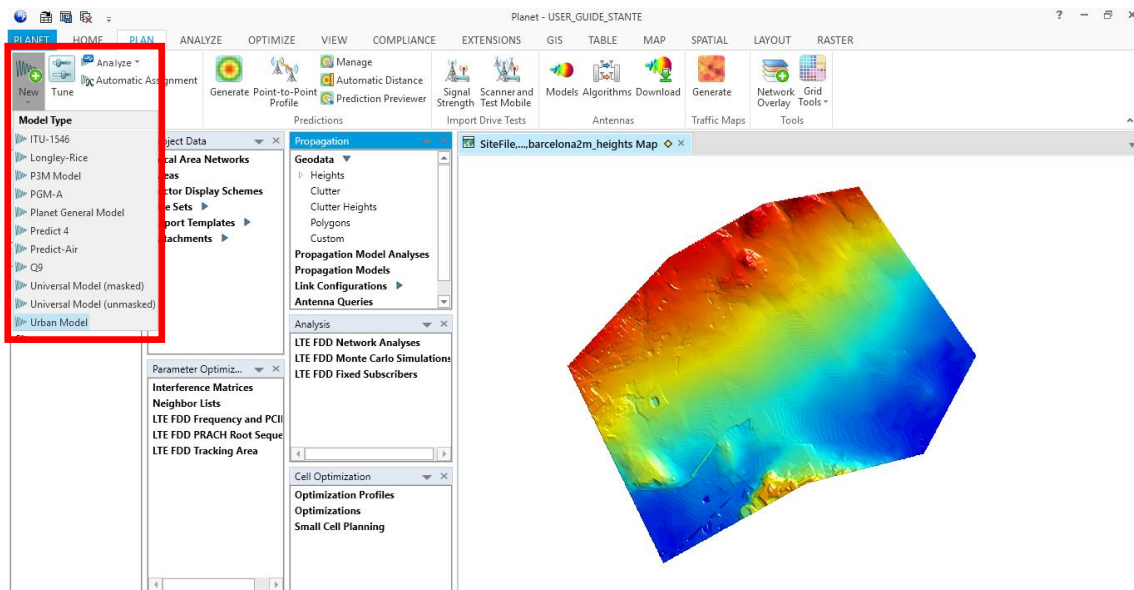 Planet - USER_GUIDE_STANTE
PLANET HOME PLAN ANALYZE OPTIMIZE VIEW COMPLIANCE EXTENSIONS GIS TABLE MAP SPATIAL LAYOUT RASTER
New
Tune
Analyze
Automatic Assignment
Generate
Point-to-Point
Profile
Manage
Automatic Distance
Prediction Previewer
Predictions
Signal
Strength
Scanner and
Test Mobile
Import Drive Tests
Models
Algorithms
Download
Antennas
Generate
Traffic Maps
Network
Overlay
Grid
Tools
Tools
Model Type
ITU-1546
Longley-Rice
P3M Model
PGM-A
Planet General Model
Predict 4
Predict-Air
Q9
Universal Model (masked)
Universal Model (unmasked)
Urban Model
Data
Area Networks
Display Schemes
Sets
Templates
Parameter Optimiz...
Interference Matrices
Neighbor Lists
LTE FDD Frequency and PCI
LTE FDD PRACH Root Seque
LTE FDD Tracking Area
Propagation
Geodata
Heights
Clutter
Clutter Heights
Polygons
Custom
Propagation Model Analyses
Propagation Models
Link Configurations
Antenna Queries
Analysis
LTE FDD Network Analyses
LTE FDD Monte Carlo Simulations
LTE FDD Fixed Subscribers
Cell Optimization
Optimization Profiles
Optimizations
Small Cell Planning
SiteFile,...,barcelona2m_heights Map